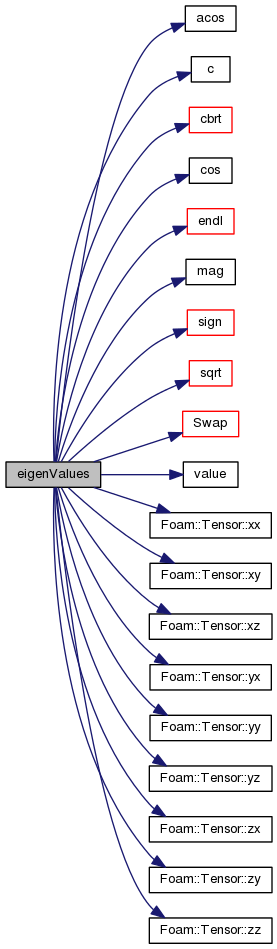 acos
c
cbrt
cos
endl
mag
sign
sqrt
Swap
eigenValues
value
Foam::Tensor::xx
Foam::Tensor::xy
Foam::Tensor::xz
Foam::Tensor::yx
Foam::Tensor::yy
Foam::Tensor::yz
Foam::Tensor::zx
Foam::Tensor::zy
Foam::Tensor::zz